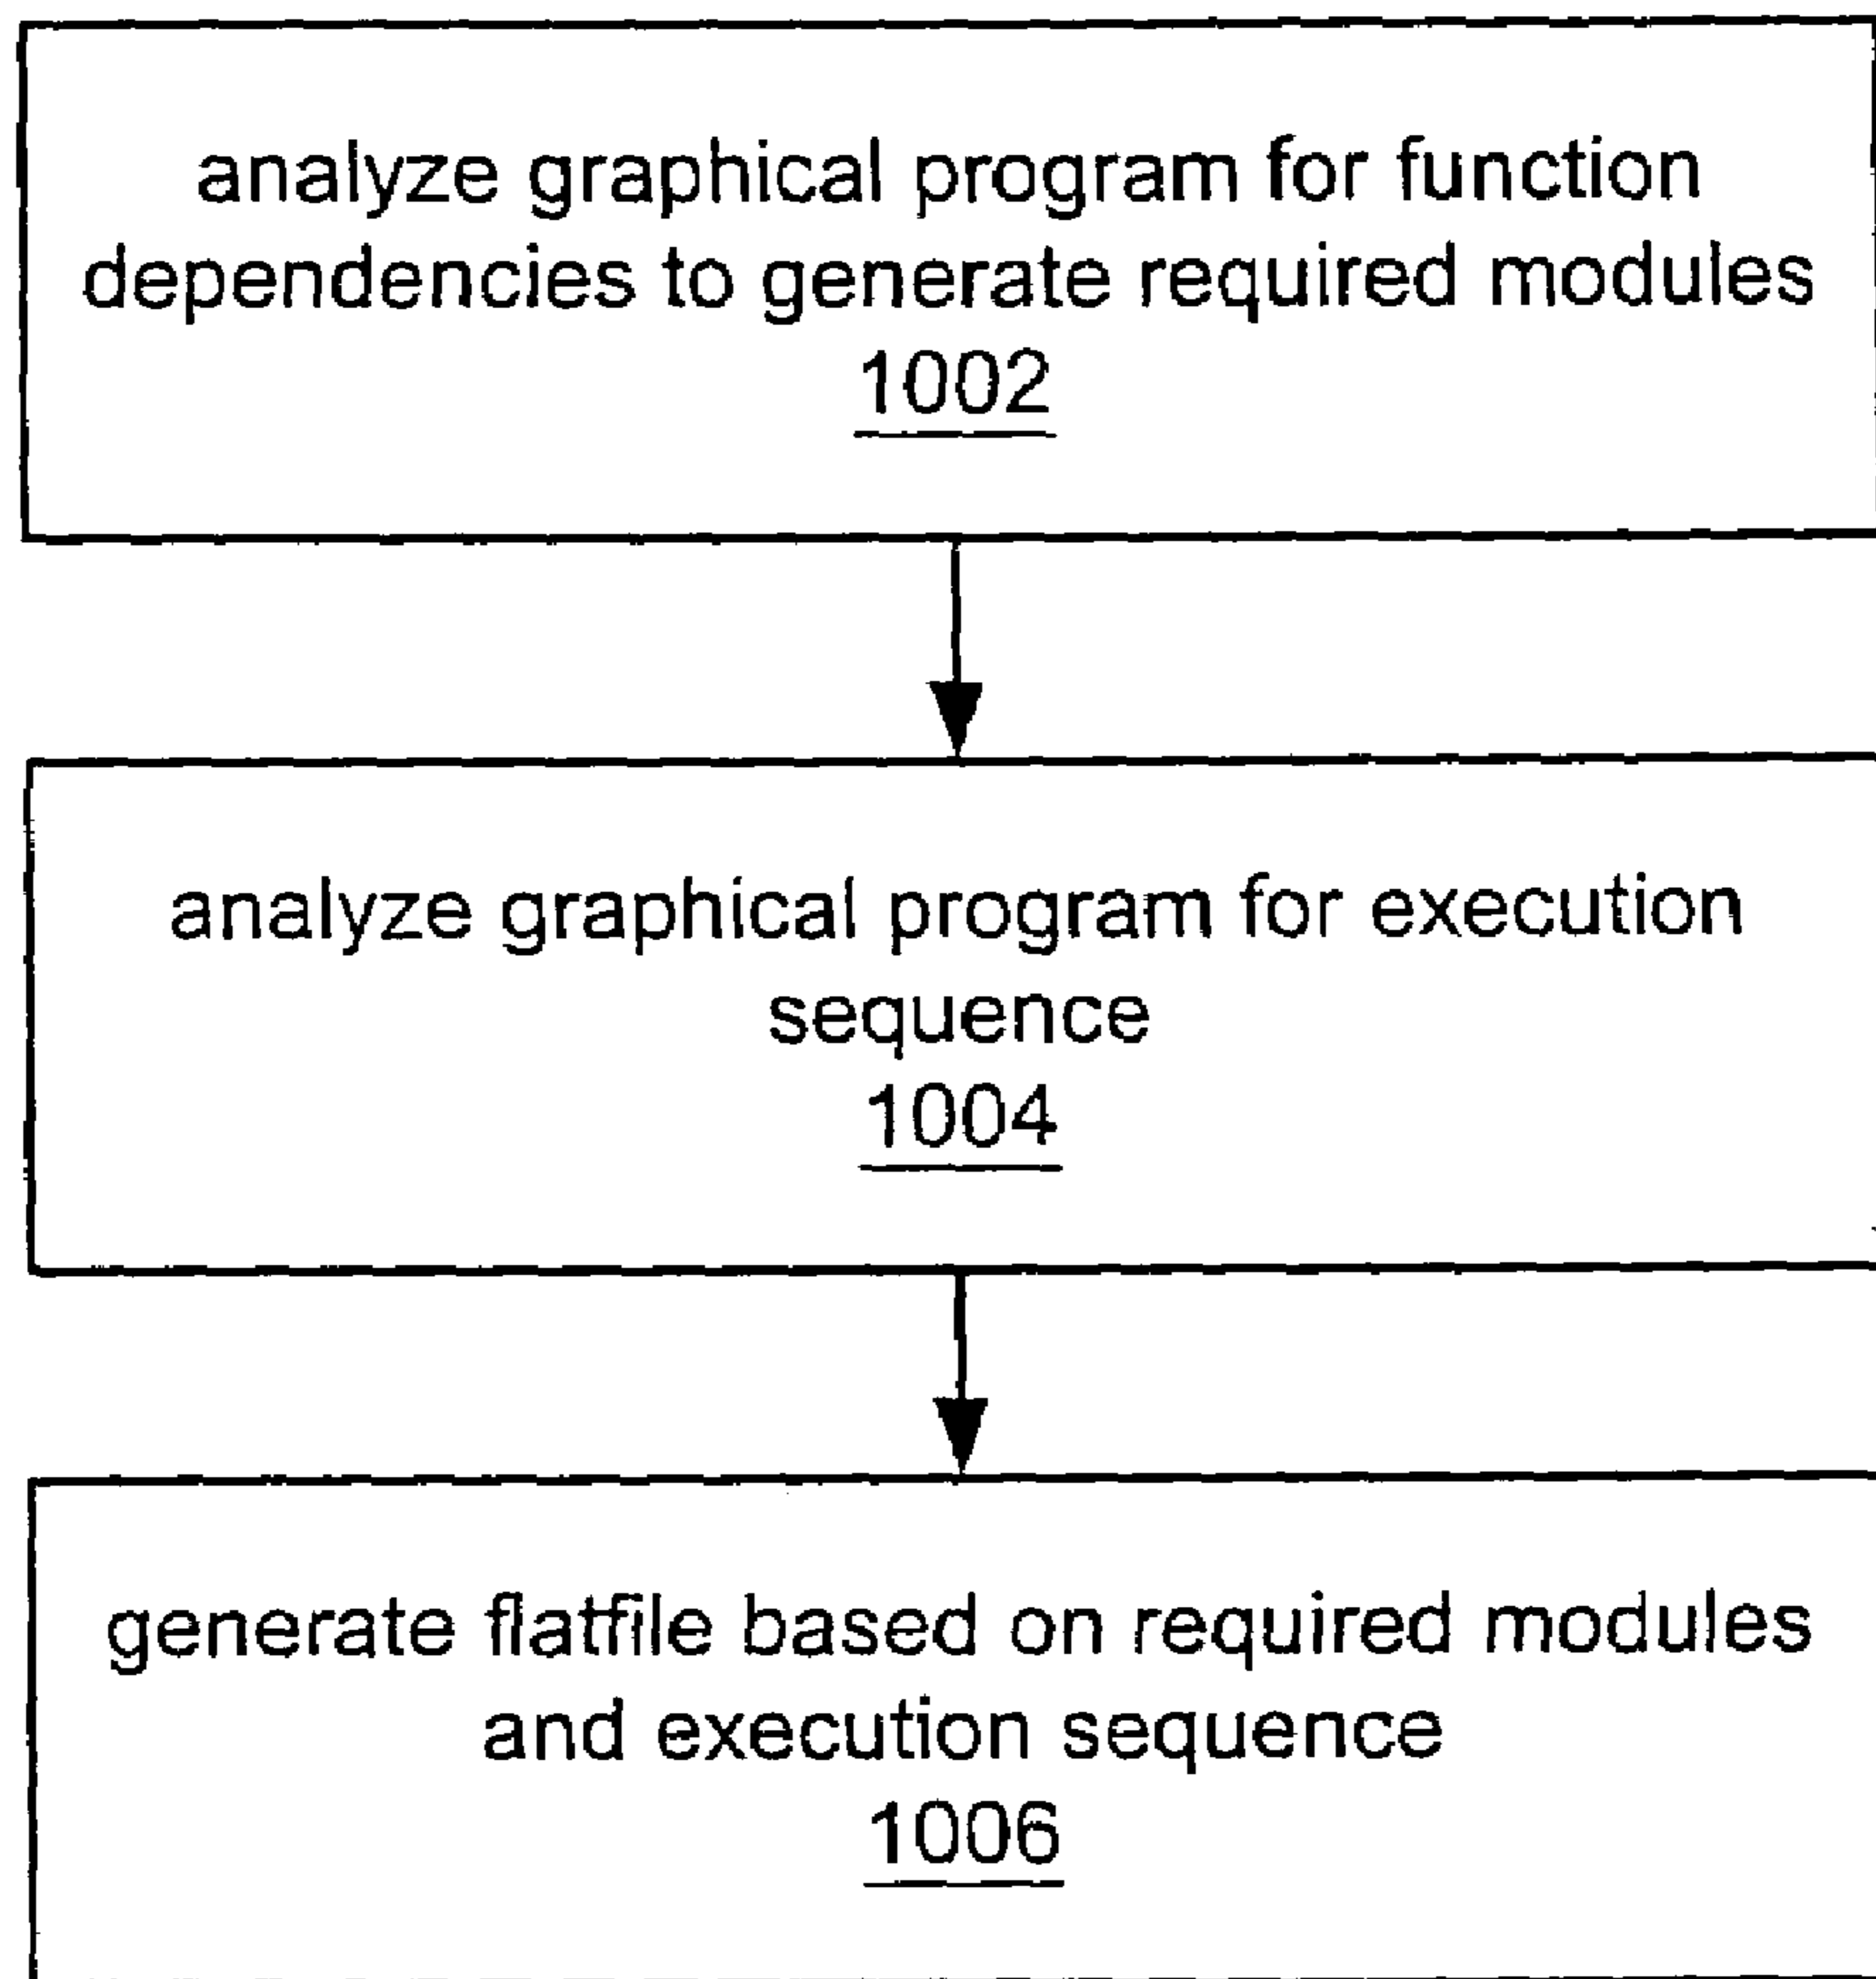 analyze graphical program for function
dependencies to generate required modules
1002
analyze graphical program for execution
sequence
1004
generate flatfile based on required modules
and execution sequence
1006